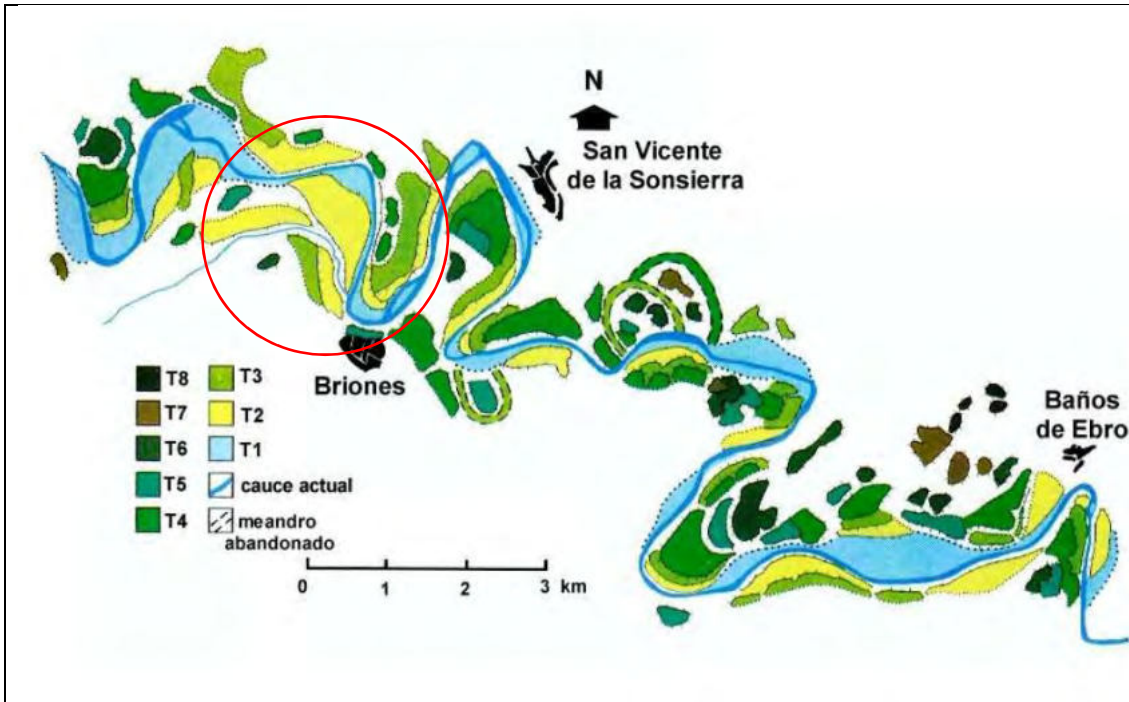 N
San Vicente
de la Sonsierra
Briones
Baños
de Ebro
T8
T3
T7
T2
T6
T1
T5
cauce actual
T4
meandro
abandonado
0 1 2 3 km